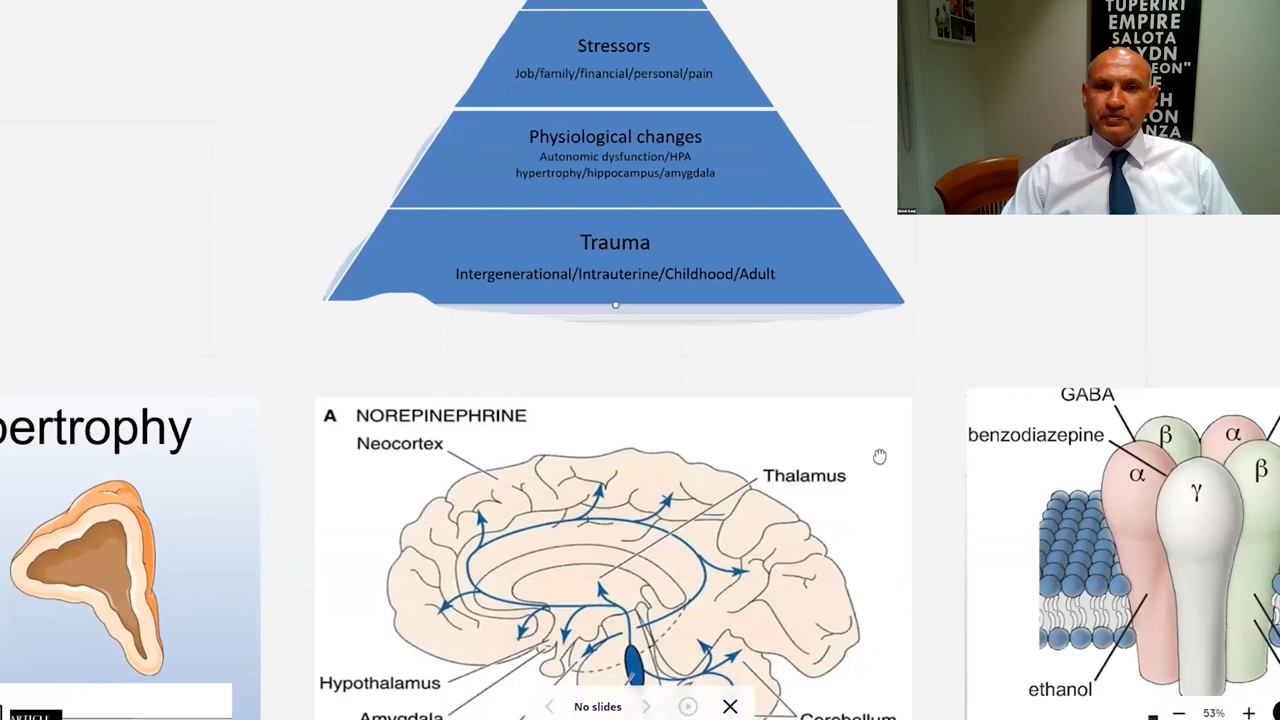 Stressors
Job/family/financial/personal/pain
Physiological changes
Autonomic dysfunction/HPA
hypertrophy/hippocampus/amygdala
Trauma
Intergenerational/Intrauterine/Childhood/Adult
TUPERIRI
EMPIRE
SALOTA
pertrophy
ARTICLE
A NOREPINEPHRINE
Neocortex
Thalamus
Hypothalamus
Amygdala
Cerebellum
GABA
benzodiazepine
β
α
α
β
γ
ethanol
No slides
53%